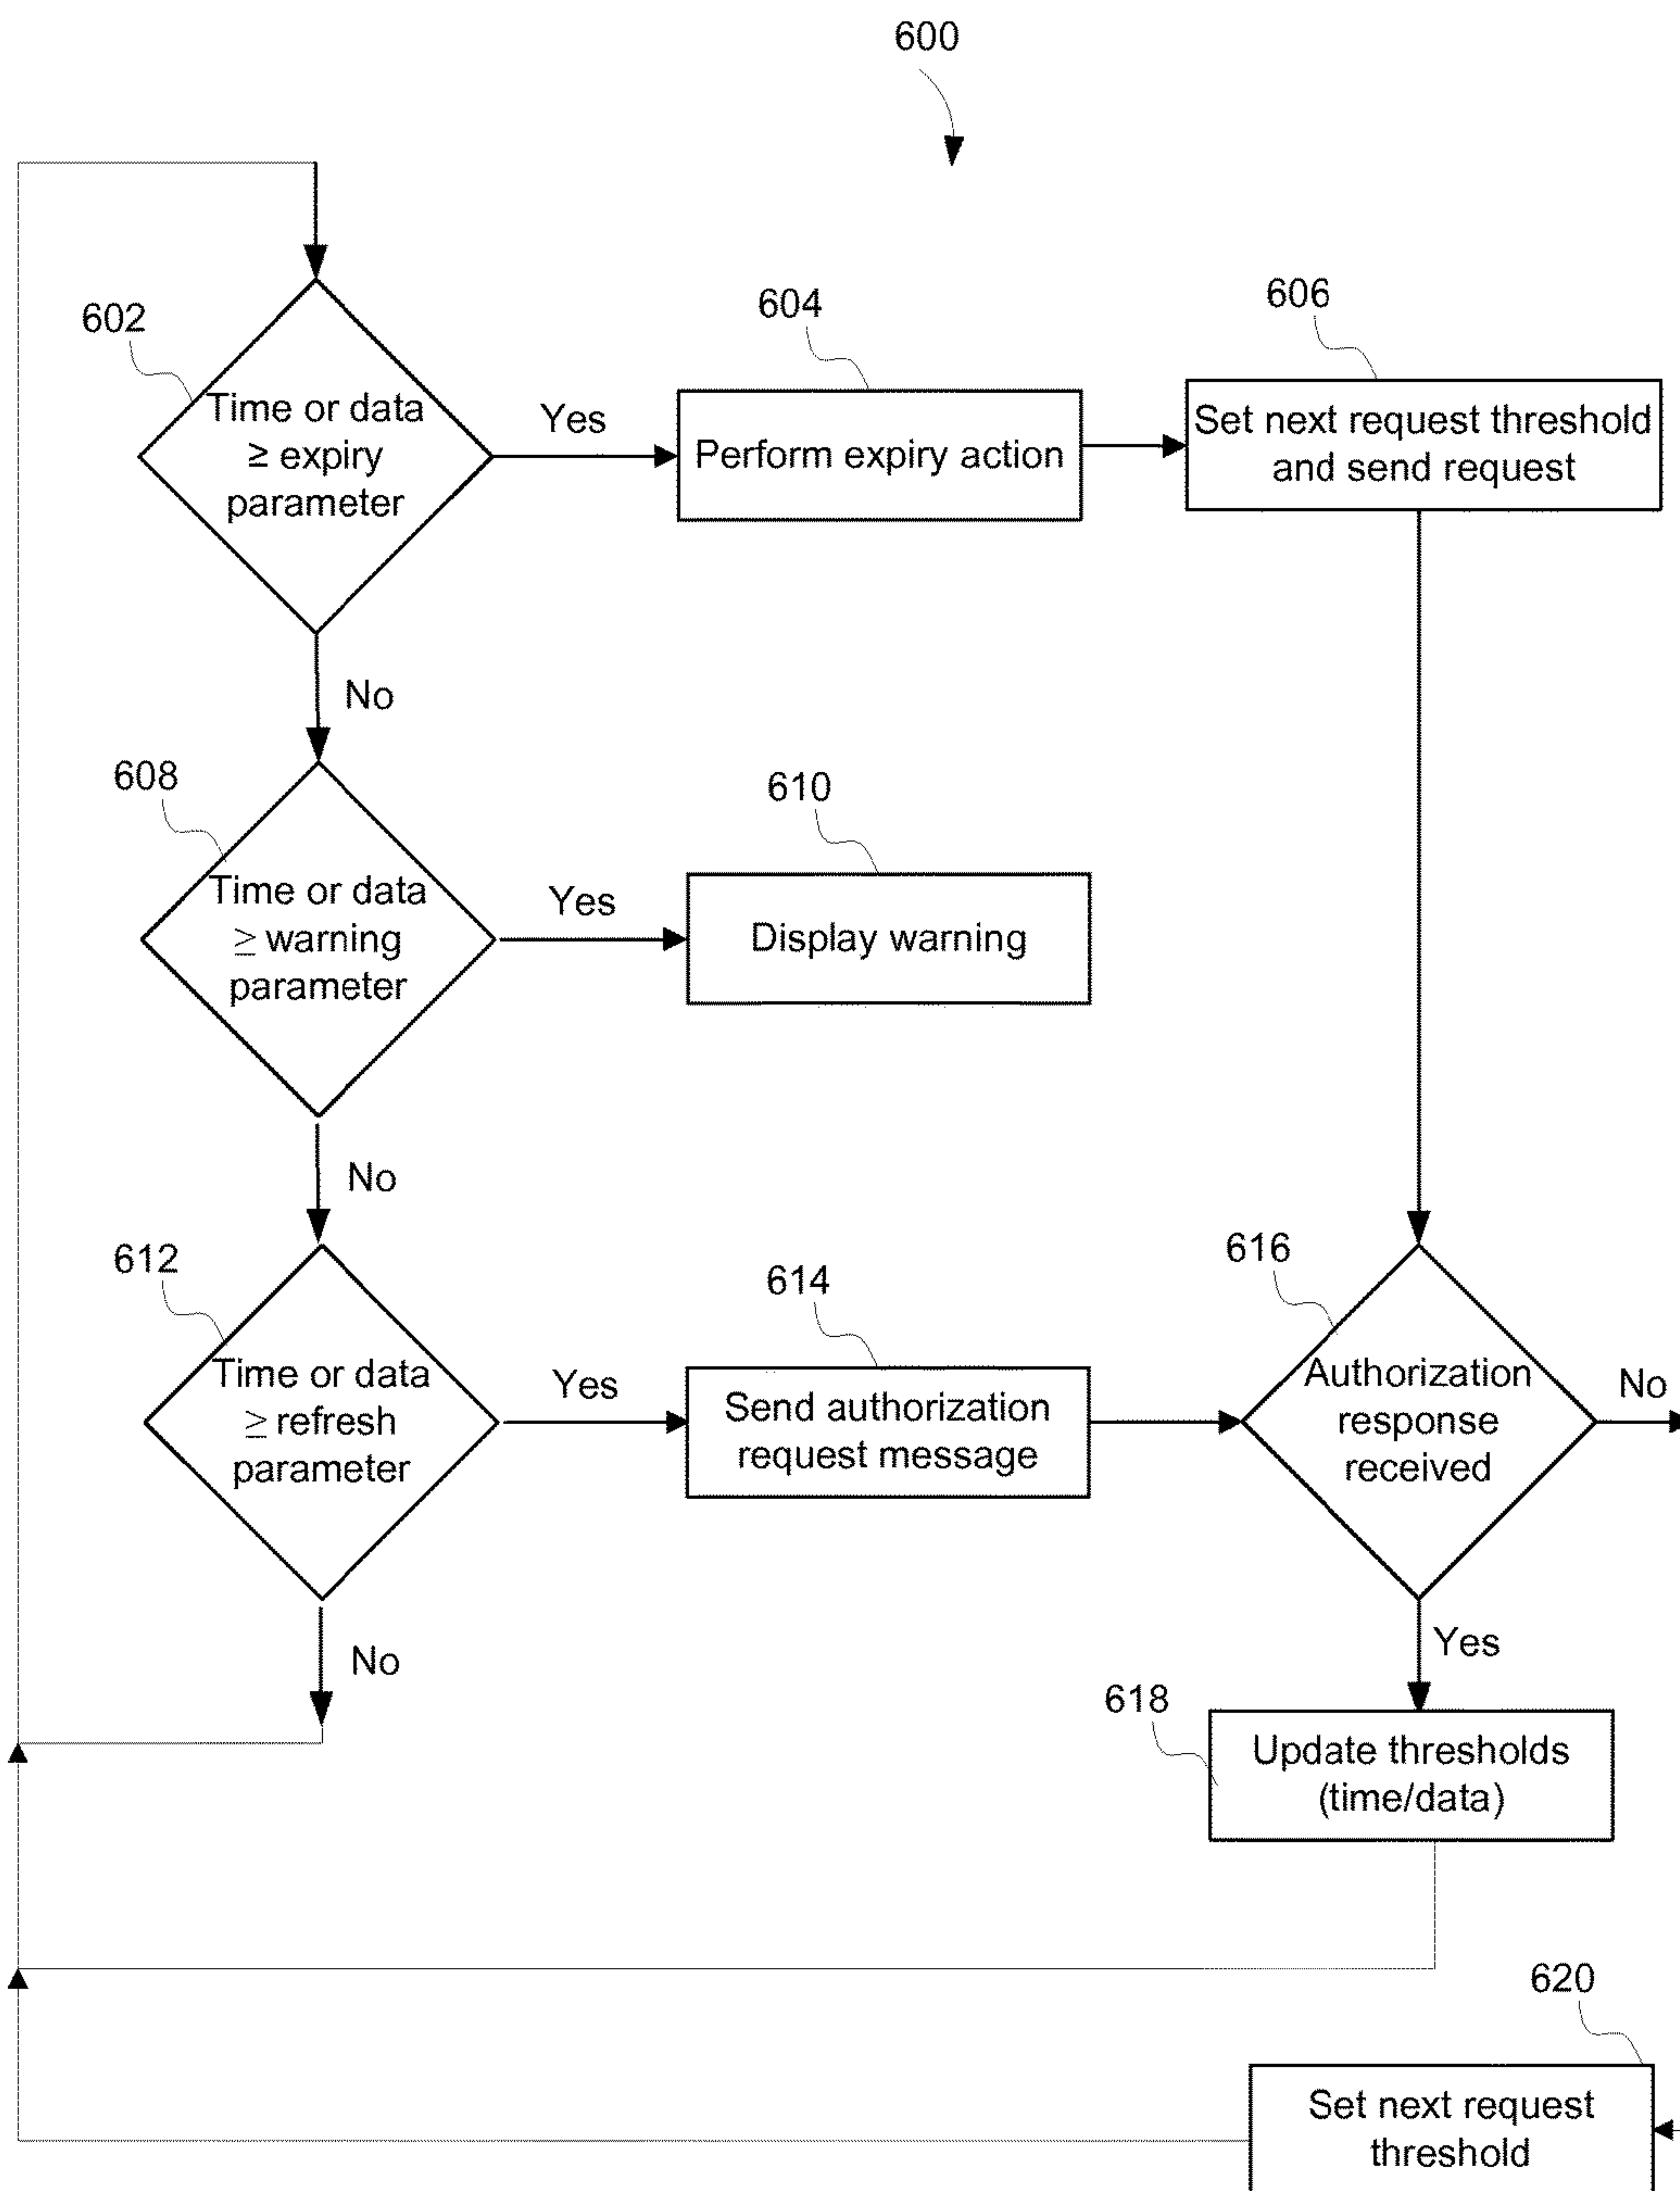 600
602
Time or data
≥ expiry
parameter
Yes
604
Perform expiry action
606
Set next request threshold
and send request
No
608
Time or data
≥ warning
parameter
Yes
610
Display warning
No
612
Time or data
≥ refresh
parameter
Yes
614
Send authorization
request message
616
Authorization
response
received
No
No
Yes
618
Update thresholds
(time/data)
620
Set next request
threshold